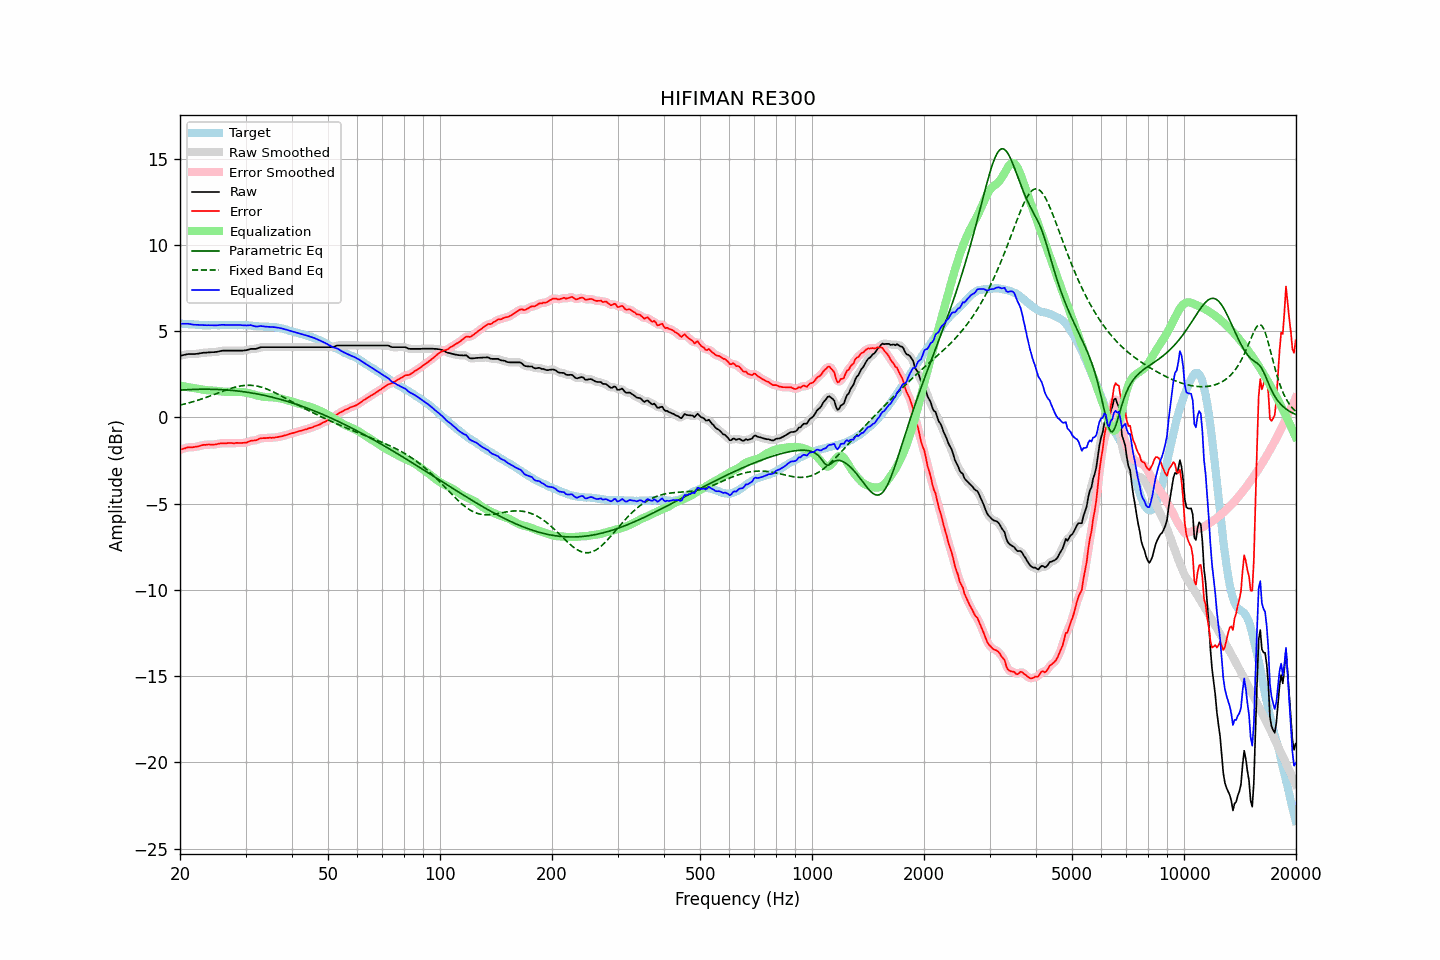 HIFIMAN RE300
Target
Raw Smoothed
Error Smoothed
Raw
Error
Equalization
Parametric Eq
Fixed Band Eq
Equalized
15
10
5
0
−5
−10
−15
−20
−25
Amplitude (dBr)
20 50 100 200 500 1000 2000 5000 10000 20000
Frequency (Hz)